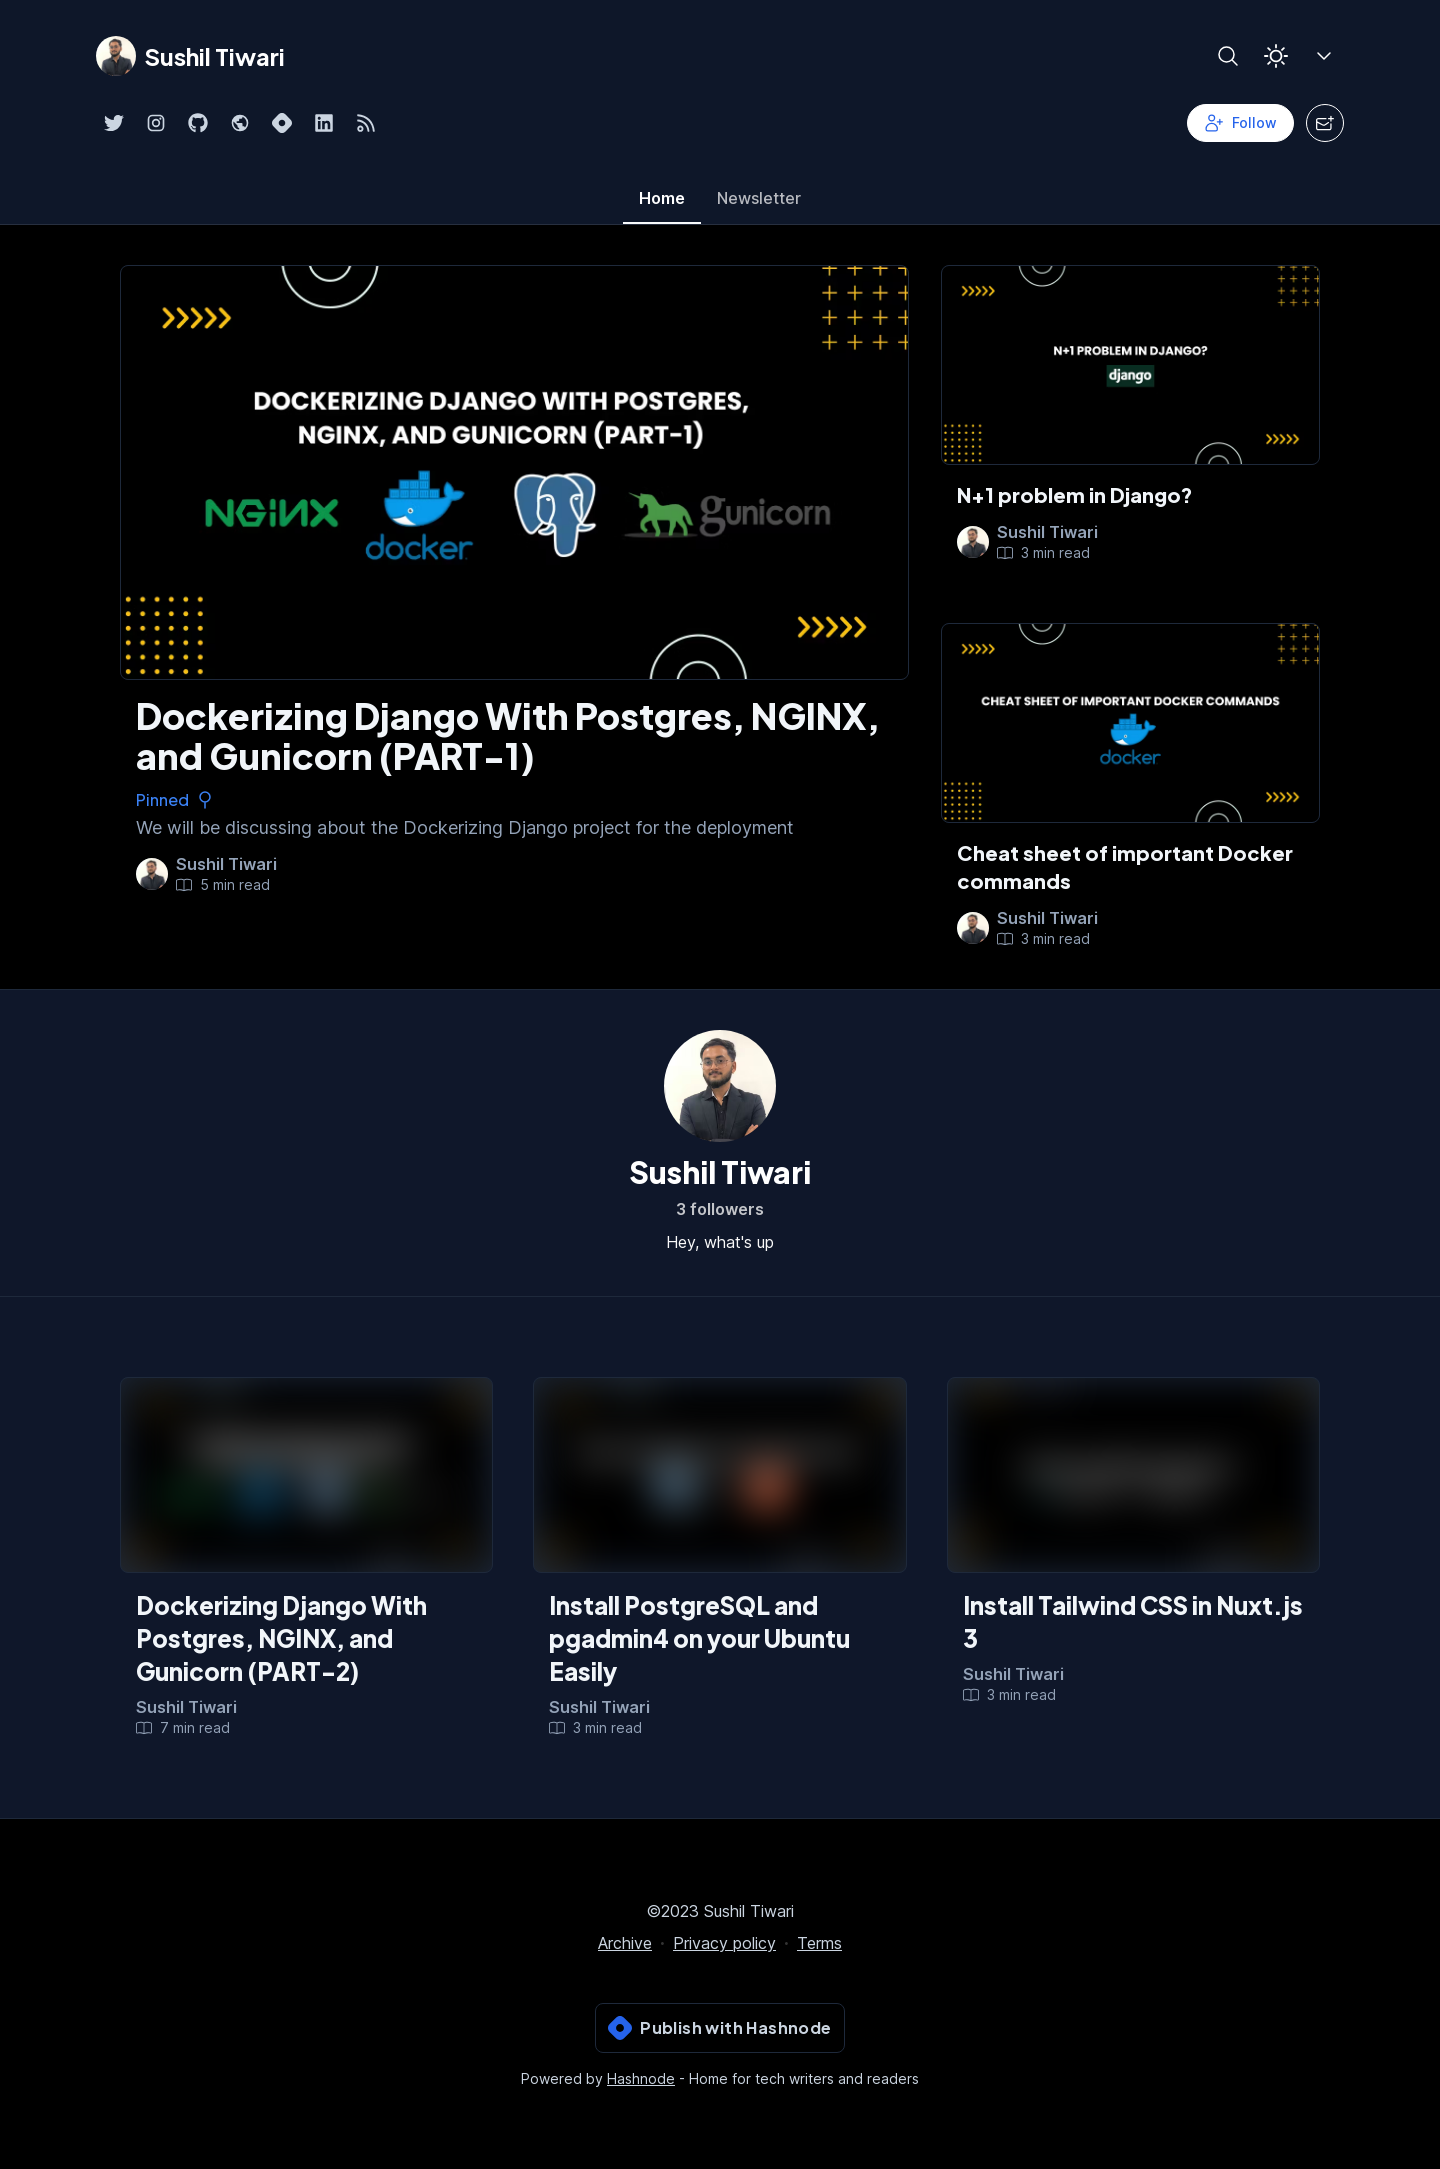 Sushil Tiwari
Follow
Home
Newsletter
DOCKERIZING DJANGO WITH POSTGRES,
NGINX, AND GUNICORN (PART-1)
NGINX
docker
gunicorn
Dockerizing Django With Postgres, NGINX,
and Gunicorn (PART-1)
Pinned
We will be discussing about the Dockerizing Django project for the deployment
Sushil Tiwari
5 min read
N+1 PROBLEM IN DJANGO?
django
N+1 problem in Django?
Sushil Tiwari
3 min read
CHEAT SHEET OF IMPORTANT DOCKER COMMANDS
docker
Cheat sheet of important Docker
commands
Sushil Tiwari
3 min read
Sushil Tiwari
3 followers
Hey, what's up
Dockerizing Django With
Postgres, NGINX, and
Gunicorn (PART-2)
Sushil Tiwari
7 min read
Install PostgreSQL and
pgadmin4 on your Ubuntu
Easily
Sushil Tiwari
3 min read
Install Tailwind CSS in Nuxt.js
3
Sushil Tiwari
3 min read
©2023 Sushil Tiwari
Archive · Privacy policy · Terms
Publish with Hashnode
Powered by Hashnode - Home for tech writers and readers